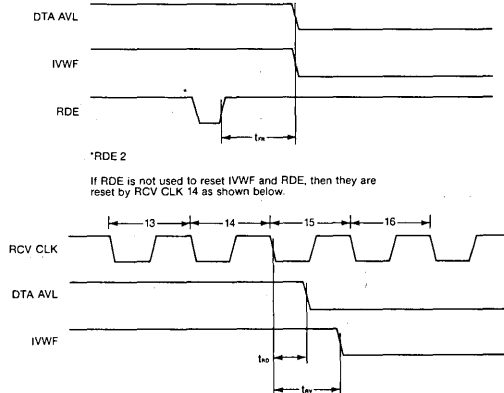 DTA AVL
IVWF
RDE
*
tFR
*RDE 2
If RDE is not used to reset IVWF and RDE, then they are
reset by RCV CLK 14 as shown below.
13 14 15 16
RCV CLK
DTA AVL
IVWF
tRD
tRV